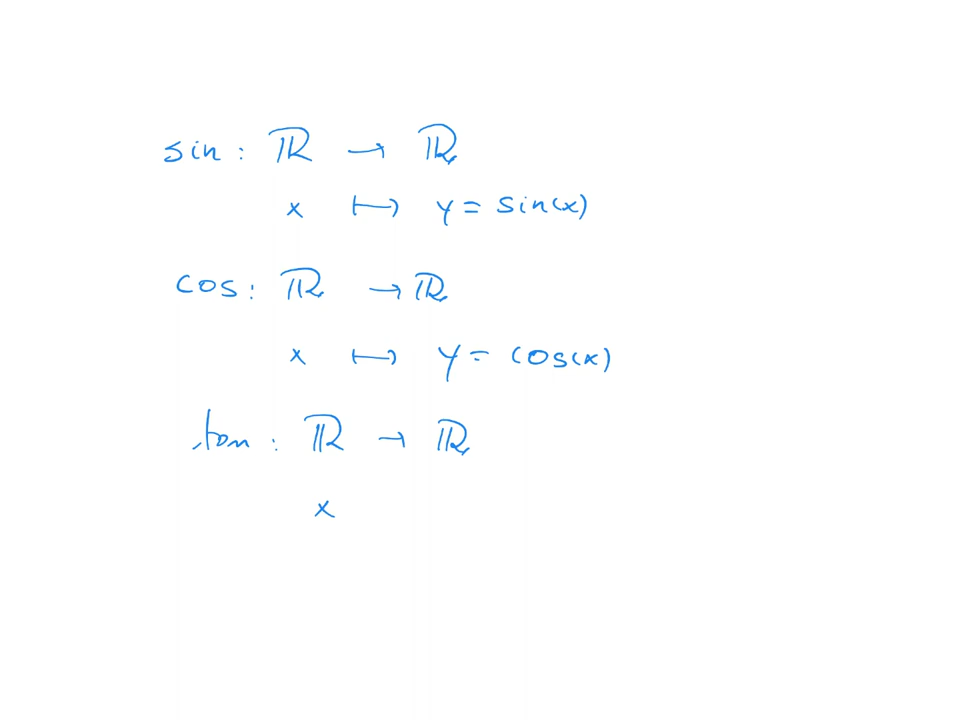 sin: ℝ → ℝ
x ↦ y = sin(x)
cos: ℝ → ℝ
x ↦ y = cos(x)
tan: ℝ → ℝ
x